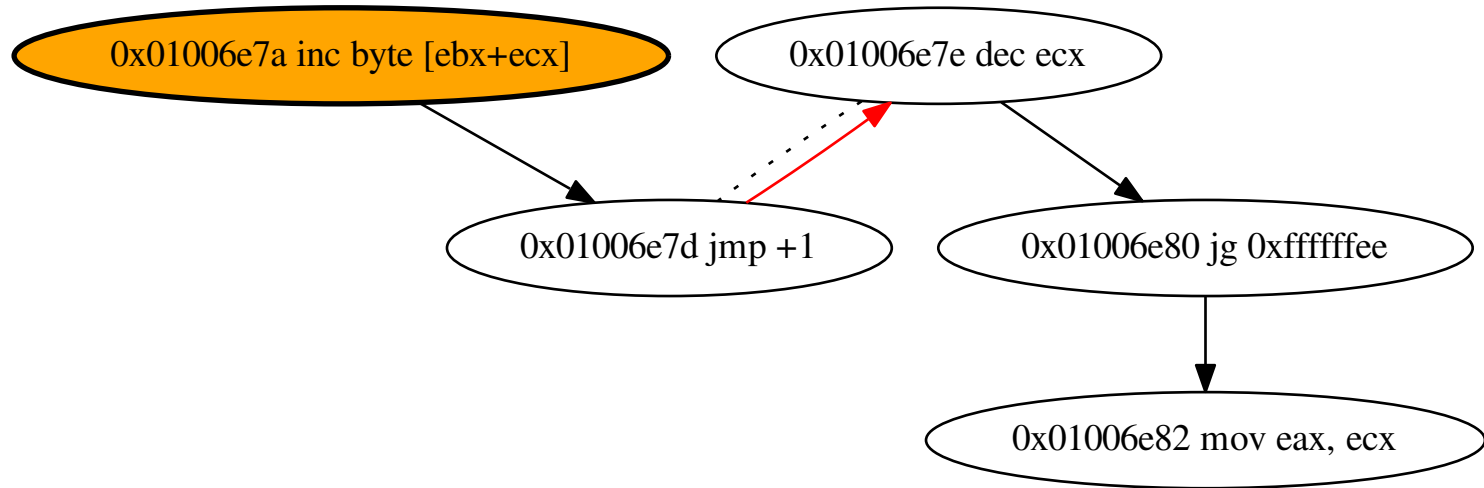 0x01006e7a inc byte [ebx+ecx]
0x01006e7e dec ecx
0x01006e7d jmp +1
0x01006e80 jg 0xffffffee
0x01006e82 mov eax, ecx